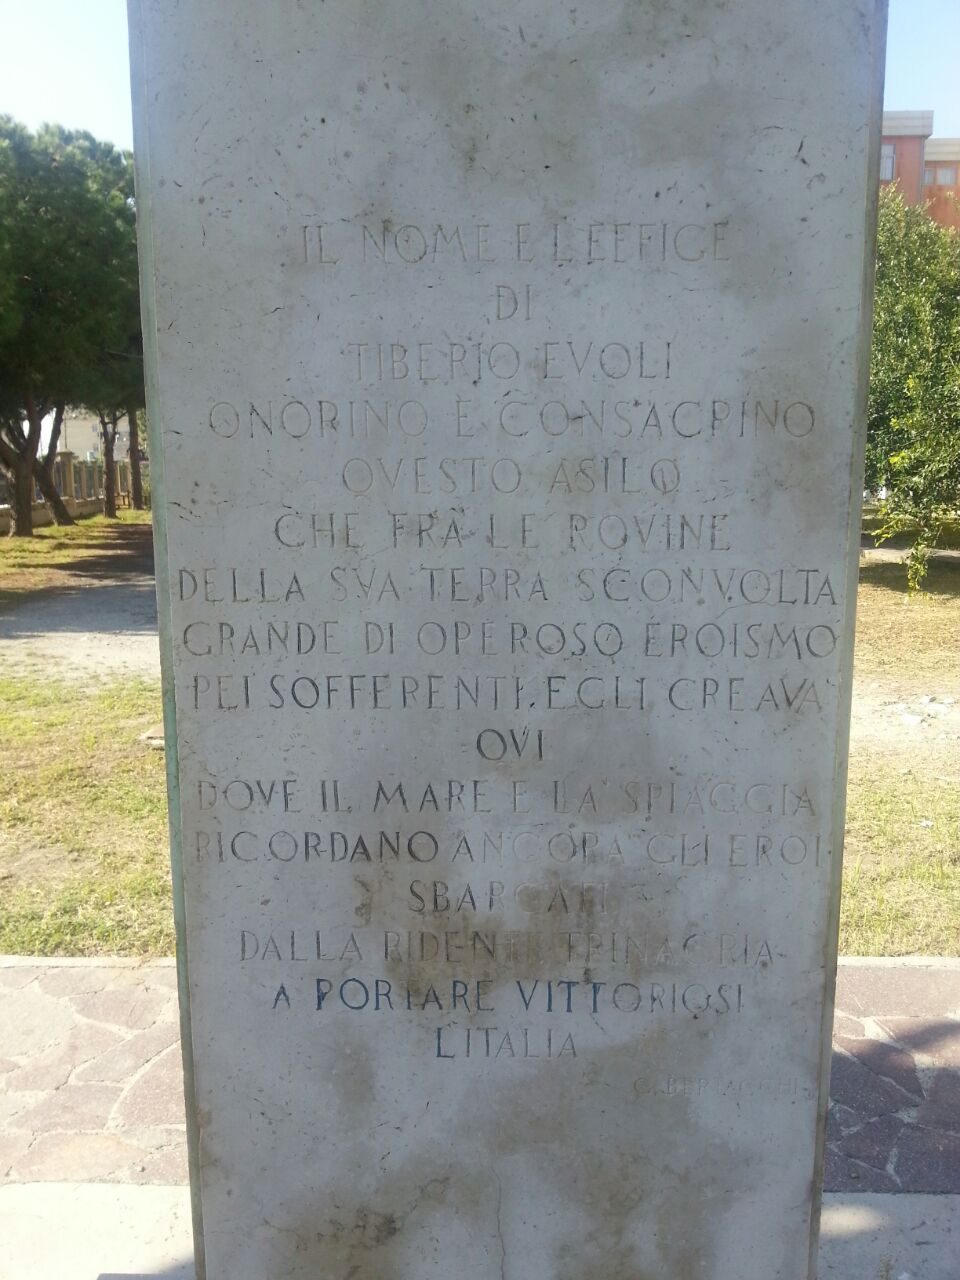 IL NOME E L'EFFIGE
DI
TIBERIO EVOLI
ONORINO E CONSACRINO
QVESTO ASILO
CHE FRA LE ROVINE
DELLA SVA TERRA SCONVOLTA
GRANDE DI OPEROSO EROISMO
PEI SOFFERENTI EGLI CREAVA
QVI
DOVE IL MARE E LA SPIAGGIA
RICORDANO ANCORA GLI EROI
SBARCATI
DALLA RIDENTE TRINACRIA
A PORTARE VITTORIOSI
L'ITALIA
G. BERTACCHI